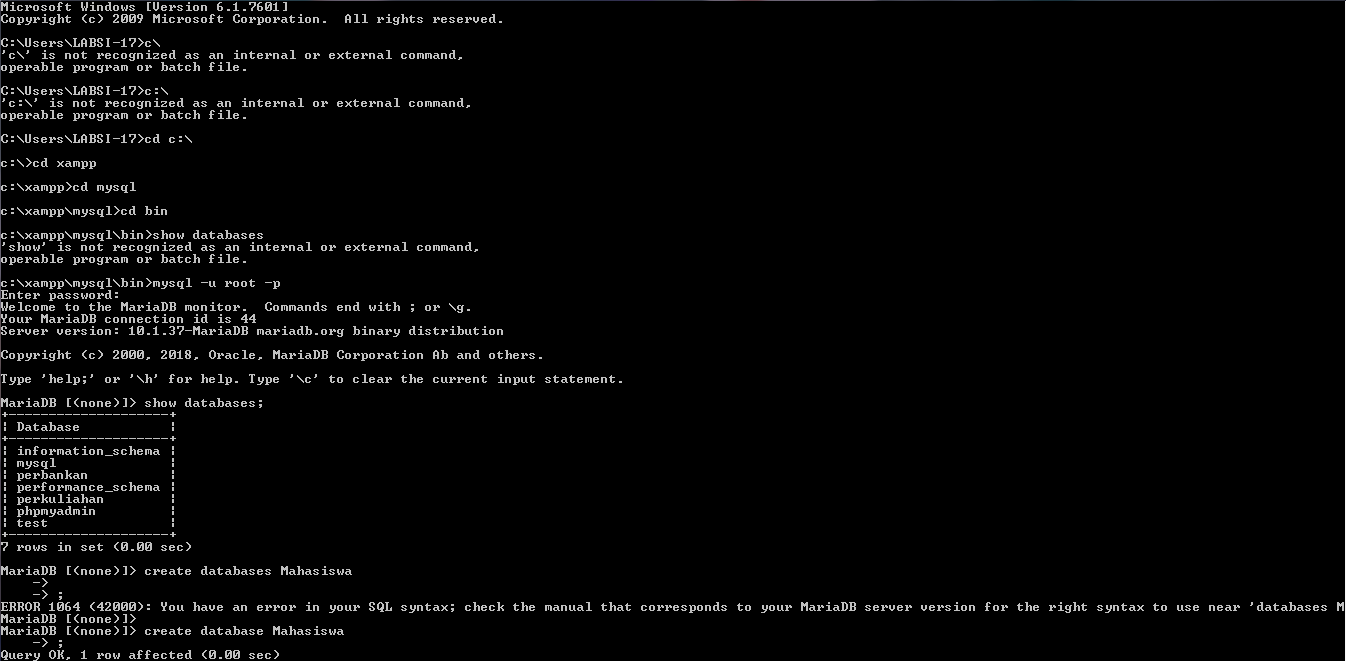 Microsoft Windows [Version 6.1.7601]
Copyright (c) 2009 Microsoft Corporation.  All rights reserved.
C:\Users\LABSI-17>c\
'c\' is not recognized as an internal or external command,
operable program or batch file.
C:\Users\LABSI-17>c:\
'c:\' is not recognized as an internal or external command,
operable program or batch file.
C:\Users\LABSI-17>cd c:\
c:\>cd xampp
c:\xampp>cd mysql
c:\xampp\mysql>cd bin
c:\xampp\mysql\bin>show databases
'show' is not recognized as an internal or external command,
operable program or batch file.
c:\xampp\mysql\bin>mysql -u root -p
Enter password:
Welcome to the MariaDB monitor.  Commands end with ; or \g.
Your MariaDB connection id is 44
Server version: 10.1.37-MariaDB mariadb.org binary distribution
Copyright (c) 2000, 2018, Oracle, MariaDB Corporation Ab and others.
Type 'help;' or '\h' for help. Type '\c' to clear the current input statement.
MariaDB [(none)]> show databases;
+--------------------+
| Database           |
+--------------------+
| information_schema |
| mysql              |
| perbankan          |
| performance_schema |
| perkuliahan        |
| phpmyadmin         |
| test               |
+--------------------+
7 rows in set (0.00 sec)
MariaDB [(none)]> create databases Mahasiswa
    ->
    -> ;
ERROR 1064 (42000): You have an error in your SQL syntax; check the manual that corresponds to your MariaDB server version for the right syntax to use near 'databases M
MariaDB [(none)]>
MariaDB [(none)]> create database Mahasiswa
    -> ;
Query OK, 1 row affected (0.00 sec)